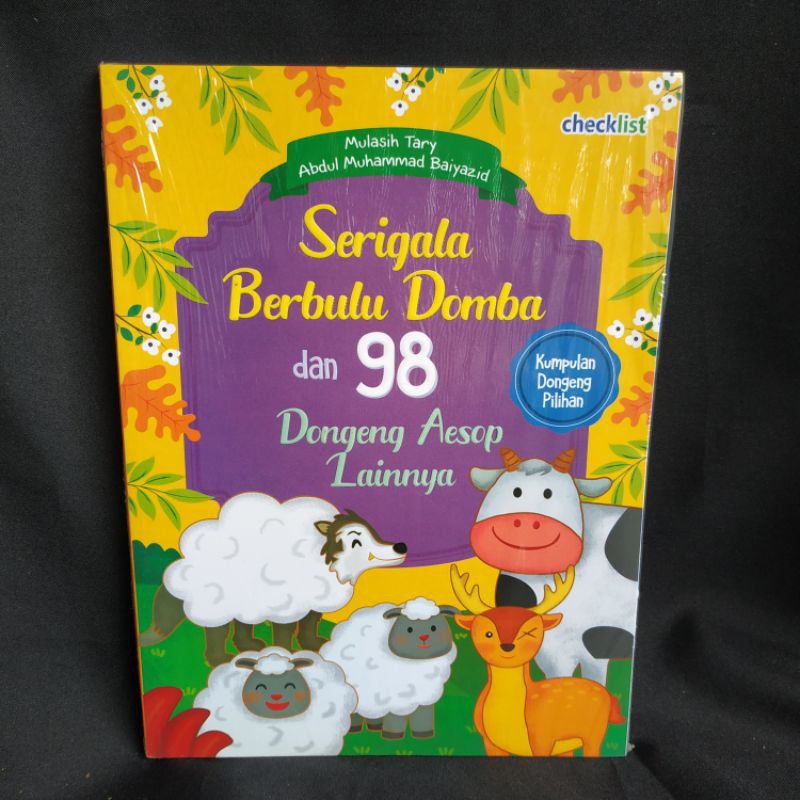 checklist
Mulasih Tary
Abdul Muhammad Baiyazid
Serigala
Berbulu Domba
dan 98
Dongeng Aesop
Lainnya
Kumpulan
Dongeng
Pilihan